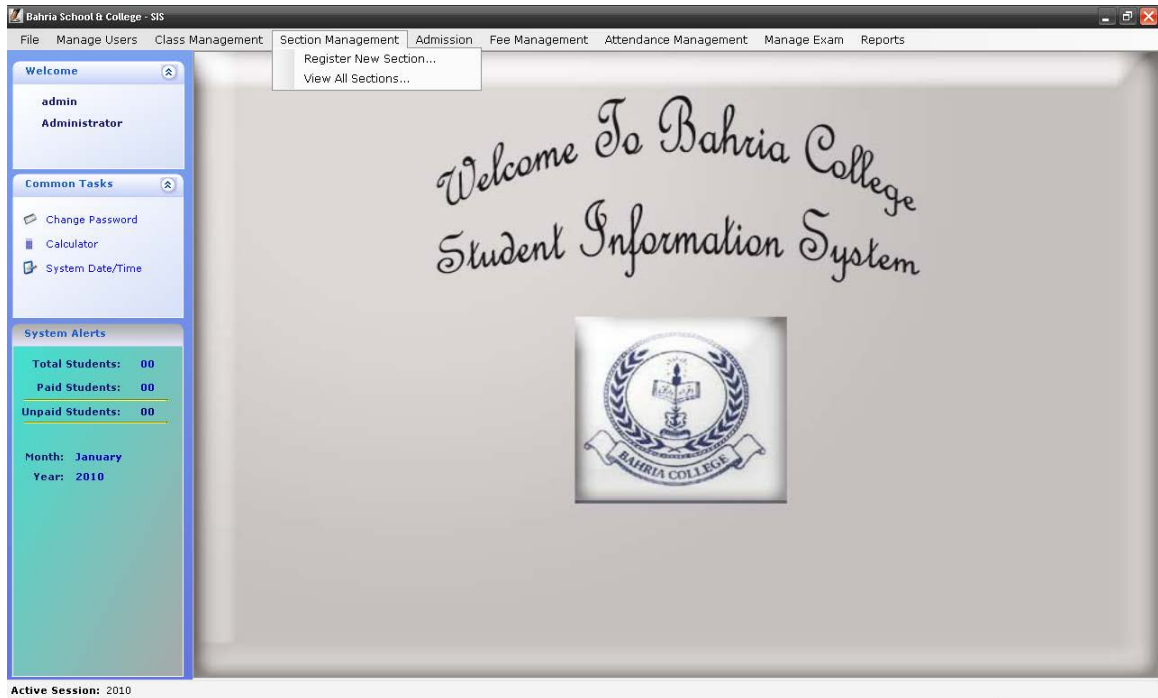 Bahria School & College - SIS
File Manage Users Class Management Section Management Admission Fee Management Attendance Management Manage Exam Reports
Register New Section...
View All Sections...
Welcome
admin
Administrator
Common Tasks
Change Password
Calculator
System Date/Time
System Alerts
Total Students: 00
Paid Students: 00
Unpaid Students: 00
Month: January
Year: 2010
Welcome To Bahria College
Student Information System
BAHRIA COLLEGE
Active Session: 2010